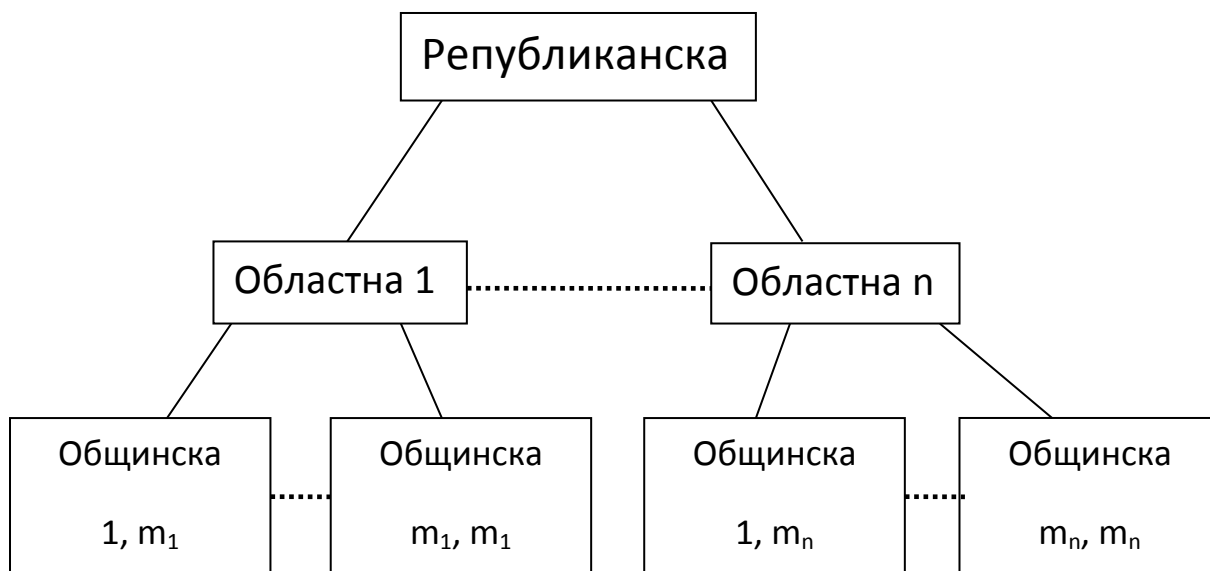 Републиканска
Областна 1
Областна n
Общинска
1, m₁
Общинска
m₁, m₁
Общинска
1, mₙ
Общинска
mₙ, mₙ